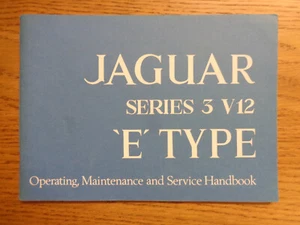 JAGUAR
SERIES 3 V12
`E´ TYPE
Operating, Maintenance and Service Handbook